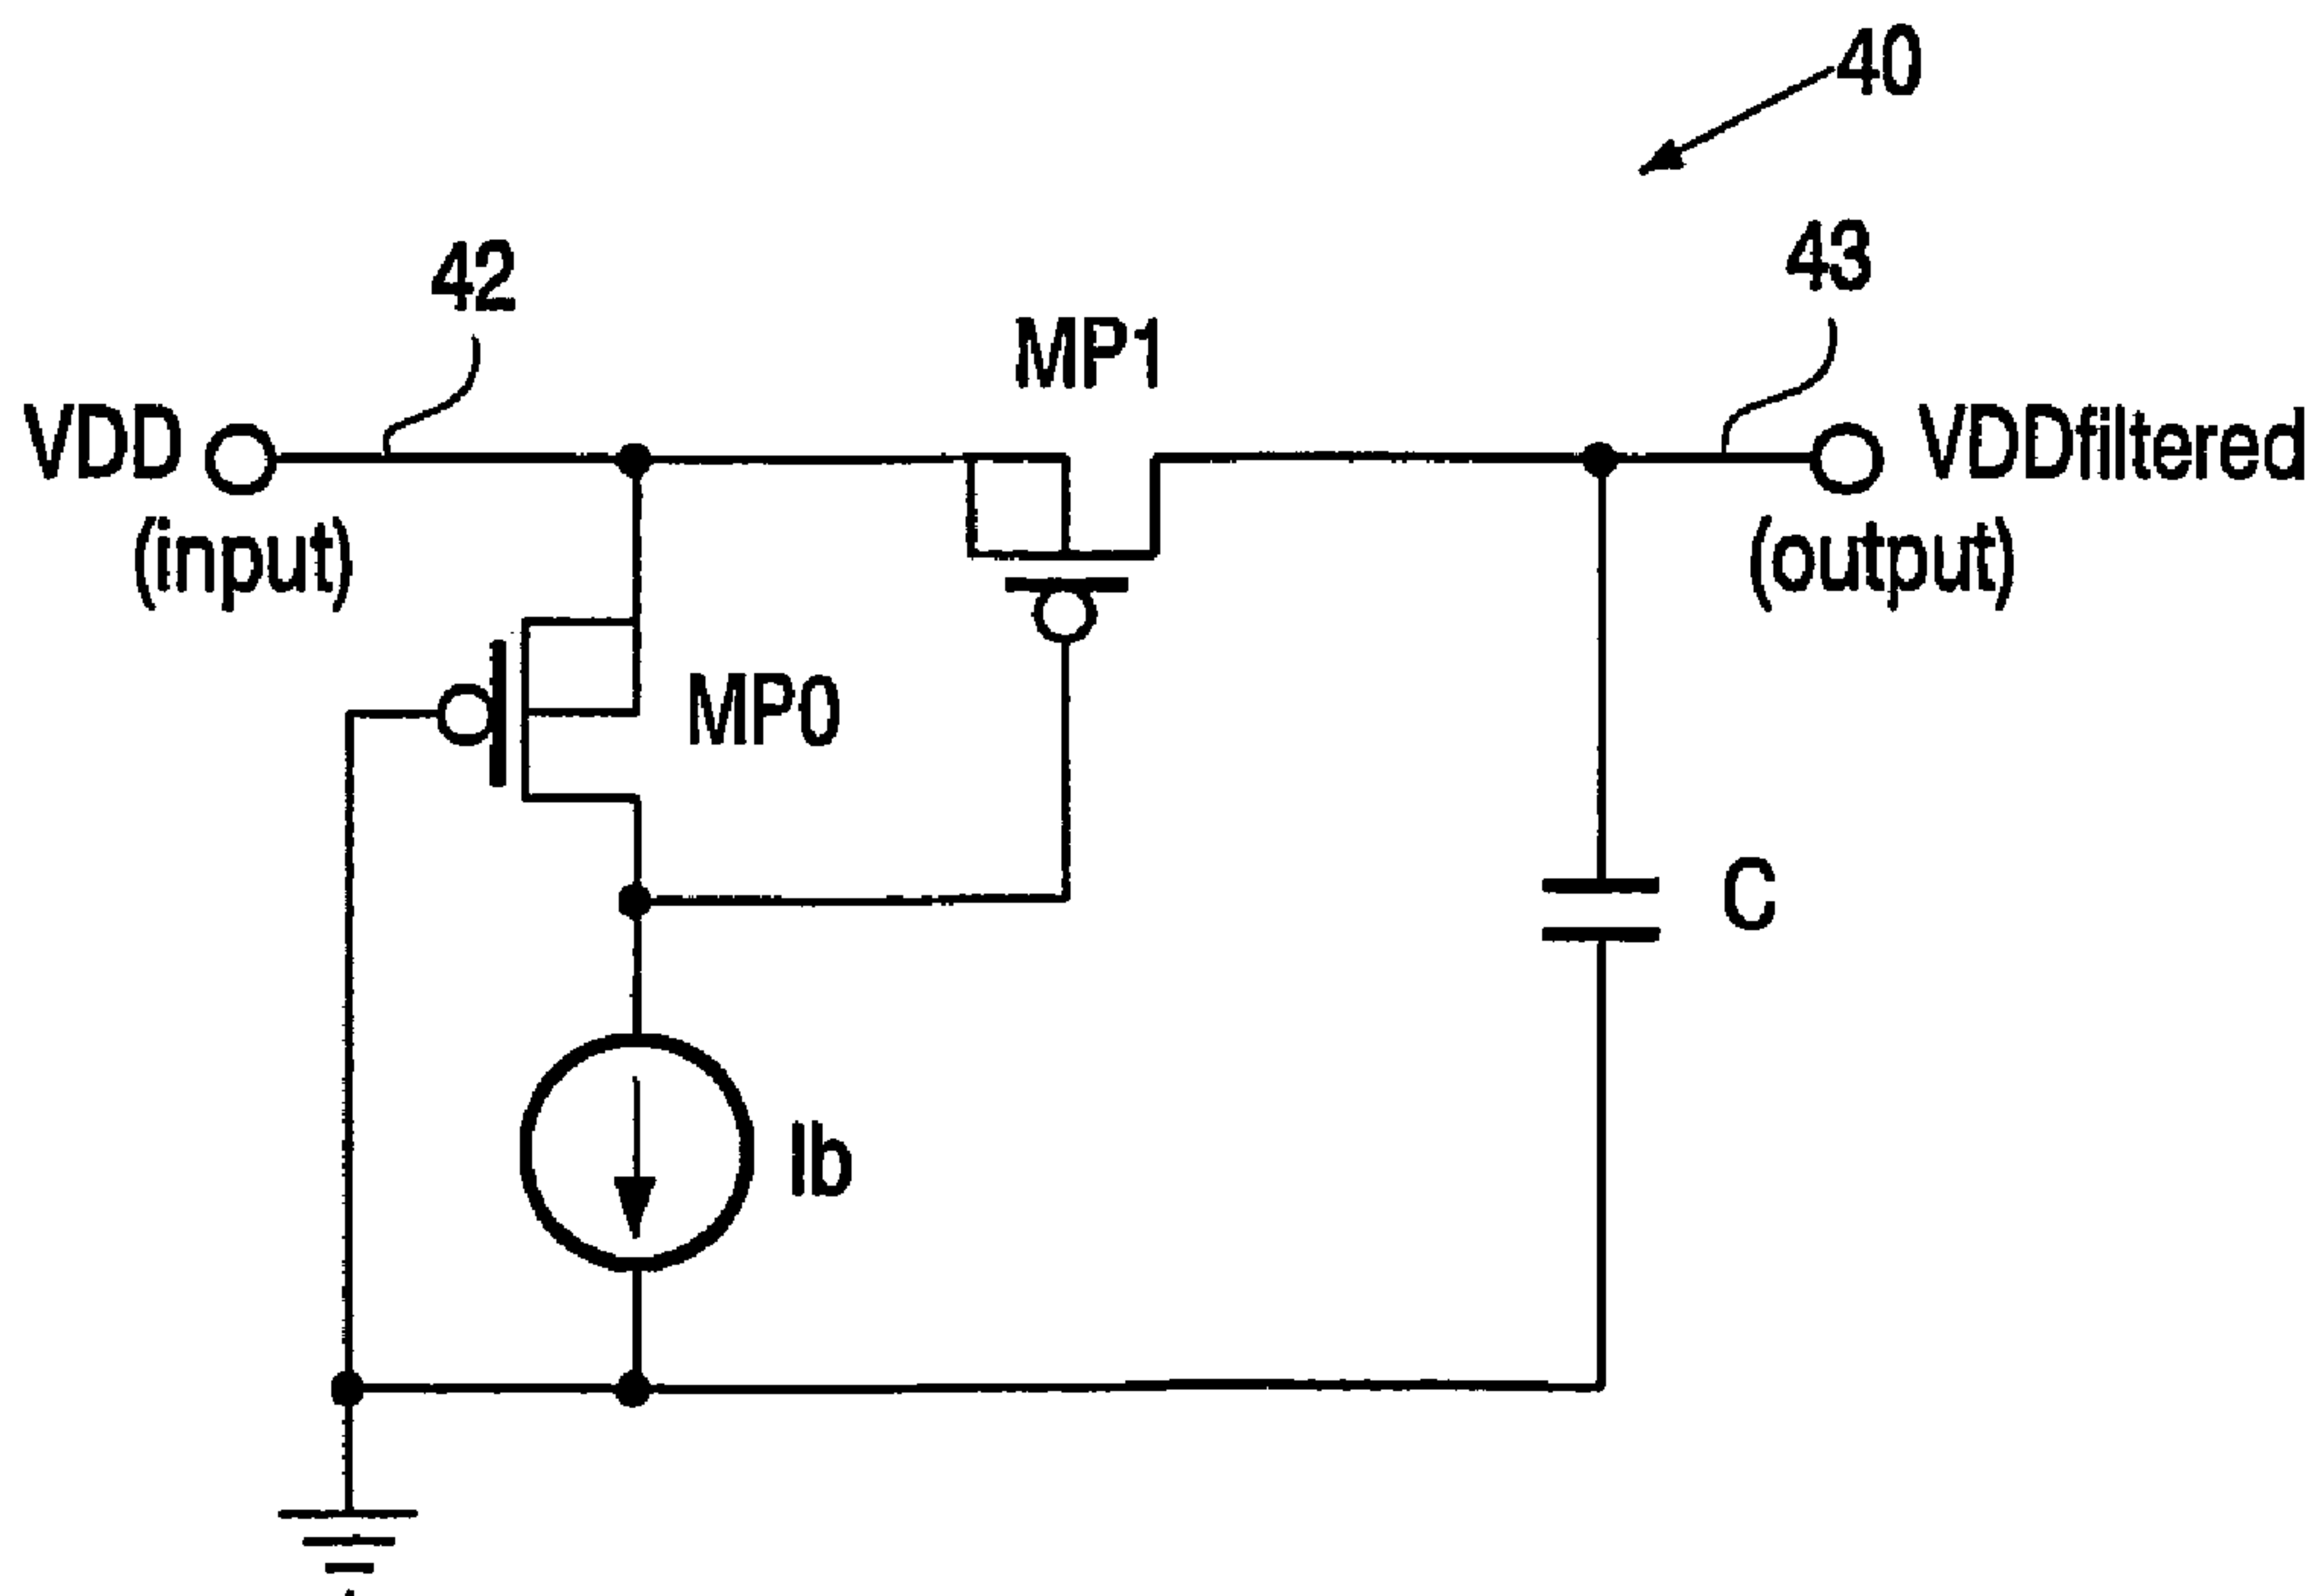 40
42
43
MP1
VDD
(input)
VDDfiltered
(output)
MP0
C
Ib